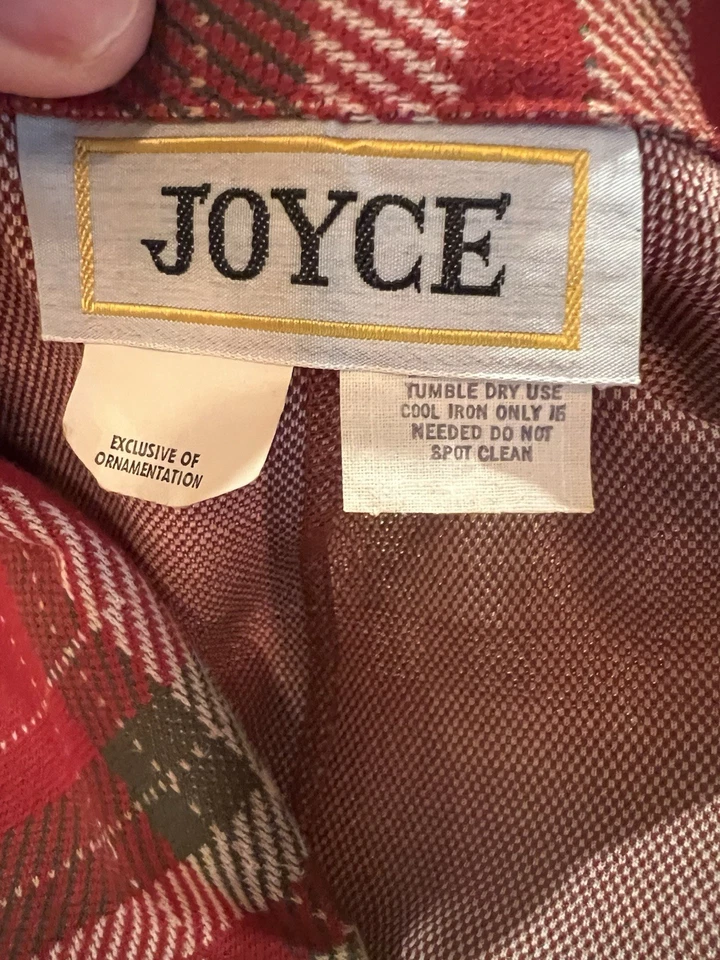 JOYCE
EXCLUSIVE OF
ORNAMENTATION
TUMBLE DRY USE
COOL IRON ONLY IF
NEEDED DO NOT
SPOT CLEAN